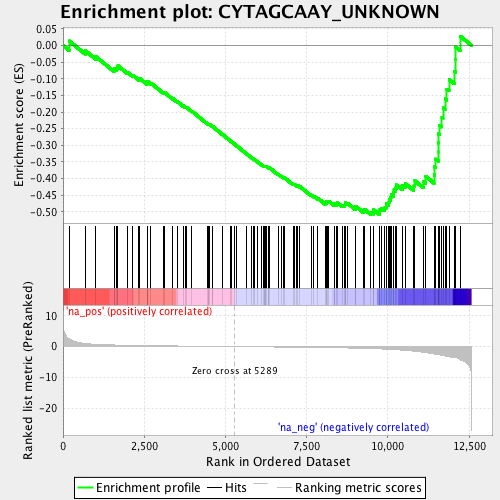 Enrichment plot: CYTAGCAAY_UNKNOWN
Enrichment score (ES)
0.05
0.00
-0.05
-0.10
-0.15
-0.20
-0.25
-0.30
-0.35
-0.40
-0.45
-0.50
'na_pos' (positively correlated)
Ranked list metric (PreRanked)
10
0
-10
-20
Zero cross at 5289
'na_neg' (negatively correlated)
0
2,500
5,000
7,500
10,000
12,500
Rank in Ordered Dataset
Enrichment profile
Hits
Ranking metric scores